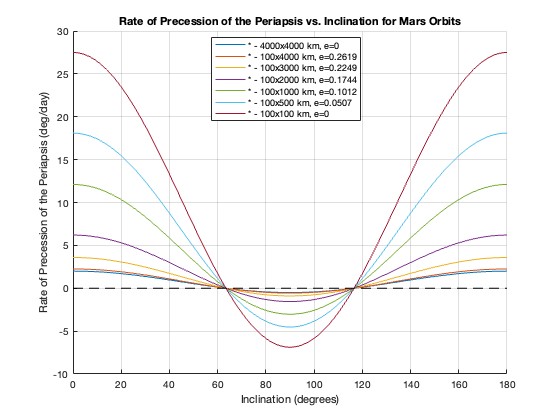 Rate of Precession of the Periapsis vs. Inclination for Mars Orbits
30
25
20
15
10
5
0
-5
-10
Rate of Precession of the Periapsis (deg/day)
* - 4000x4000 km, e=0
* - 100x4000 km, e=0.2619
* - 100x3000 km, e=0.2249
* - 100x2000 km, e=0.1744
* - 100x1000 km, e=0.1012
* - 100x500 km, e=0.0507
* - 100x100 km, e=0
0 20 40 60 80 100 120 140 160 180
Inclination (degrees)